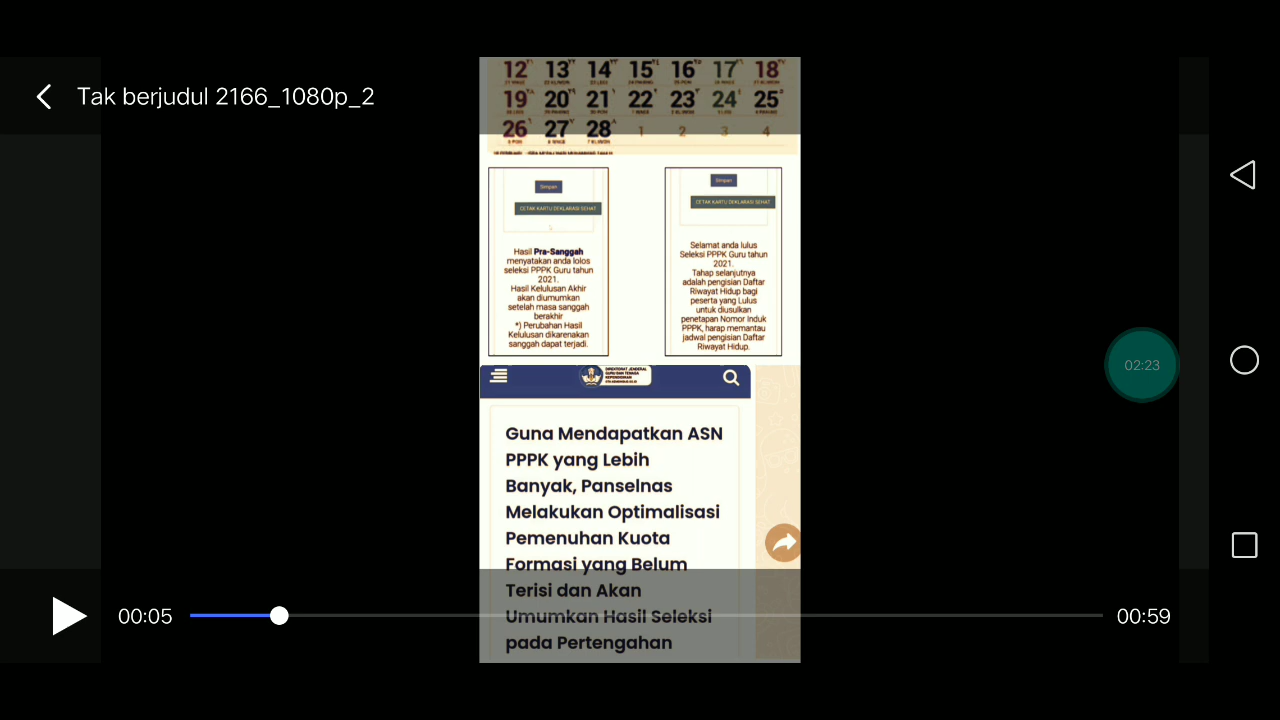 Tak berjudul 2166_1080p_2
12 13 14 15 16 17 18
19 20 21 22 23 24 25
26 27 28 1 2 3 4
Simpan
CETAK KARTU DEKLARASI SEHAT
Hasil Pra-Sanggah
menyatakan anda lolos
seleksi PPPK Guru tahun
2021.
Hasil Kelulusan Akhir
akan diumumkan
setelah masa sanggah
berakhir
*) Perubahan Hasil
Kelulusan dikarenakan
sanggah dapat terjadi.
Simpan
CETAK KARTU DEKLARASI SEHAT
Selamat anda lulus
Seleksi PPPK Guru tahun
2021.
Tahap selanjutnya
adalah pengisian Daftar
Riwayat Hidup bagi
peserta yang Lulus
untuk diusulkan
penetapan Nomor Induk
PPPK, harap memantau
jadwal pengisian Daftar
Riwayat Hidup.
DIREKTORAT JENDERAL
GURU DAN TENAGA
KEPENDIDIKAN
Guna Mendapatkan ASN
PPPK yang Lebih
Banyak, Panselnas
Melakukan Optimalisasi
Pemenuhan Kuota
Formasi yang Belum
Terisi dan Akan
Umumkan Hasil Seleksi
pada Pertengahan
02:23
00:05
00:59